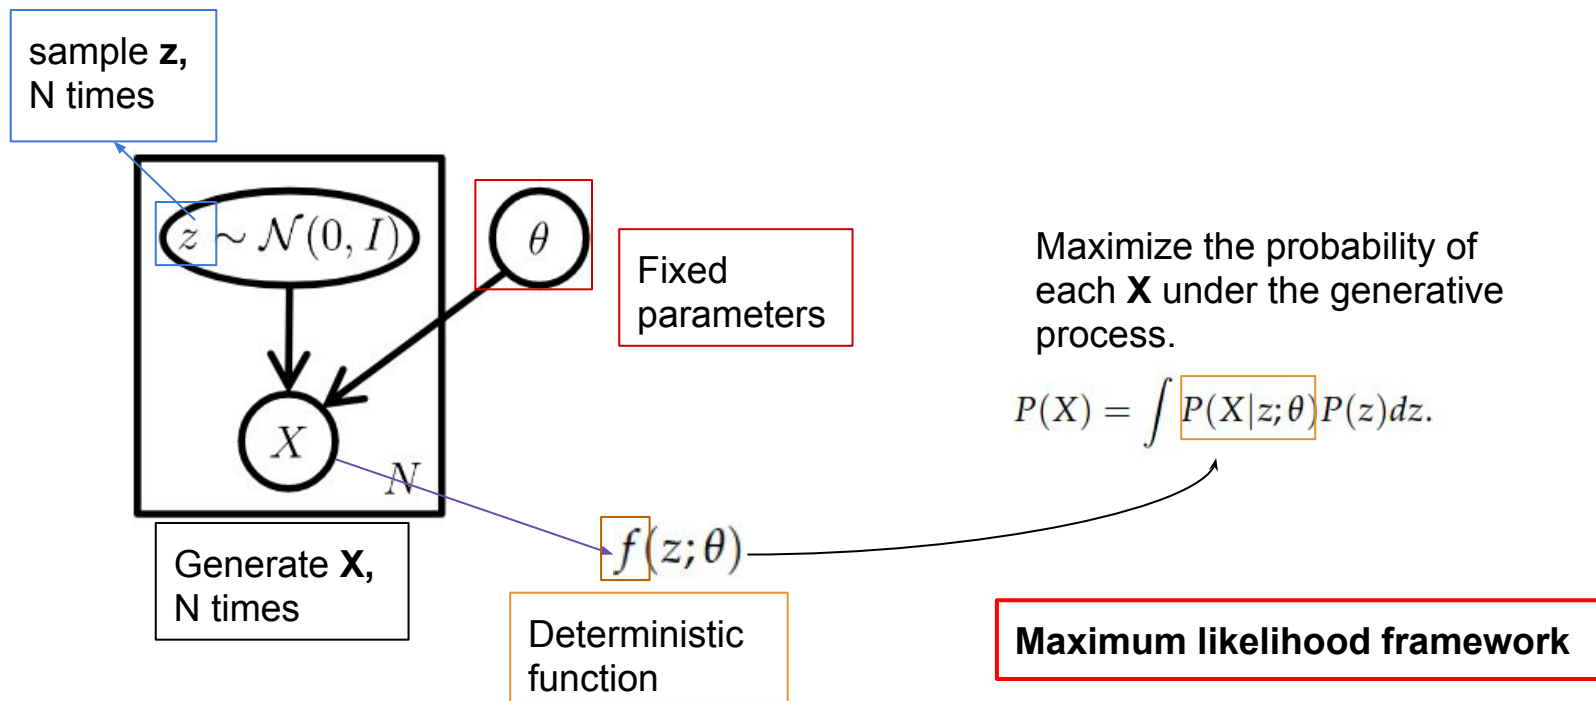 sample z,
N times
z ~ 𝒩(0, I)
θ
Fixed
parameters
X
N
Generate X,
N times
f(z; θ)
Deterministic
function
Maximize the probability of
each X under the generative
process.
P(X) = ∫ P(X|z; θ)P(z)dz.
Maximum likelihood framework